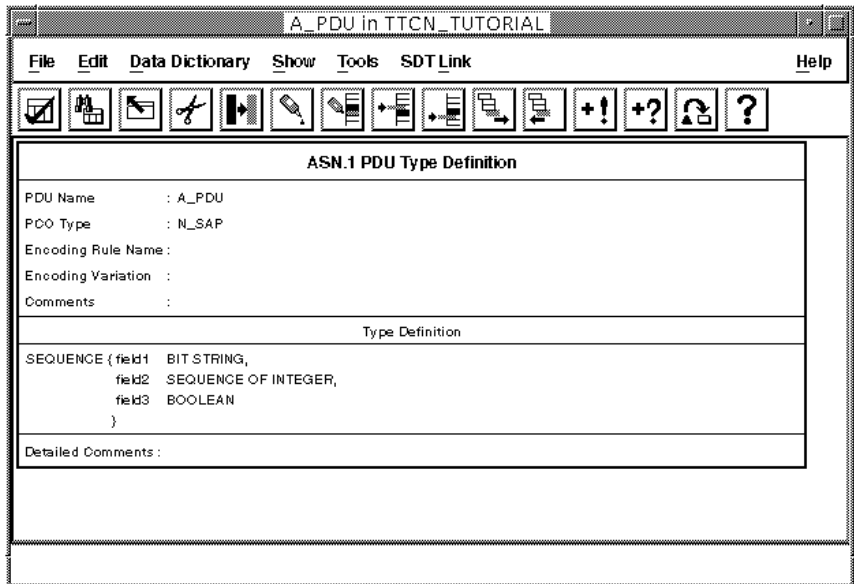 A_PDU in TTCN_TUTORIAL
File Edit Data Dictionary Show Tools SDT Link Help
+! +? ?
ASN.1 PDU Type Definition
PDU Name : A_PDU
PCO Type : N_SAP
Encoding Rule Name :
Encoding Variation :
Comments :
Type Definition
SEQUENCE { field1 BIT STRING,
field2 SEQUENCE OF INTEGER,
field3 BOOLEAN
}
Detailed Comments :